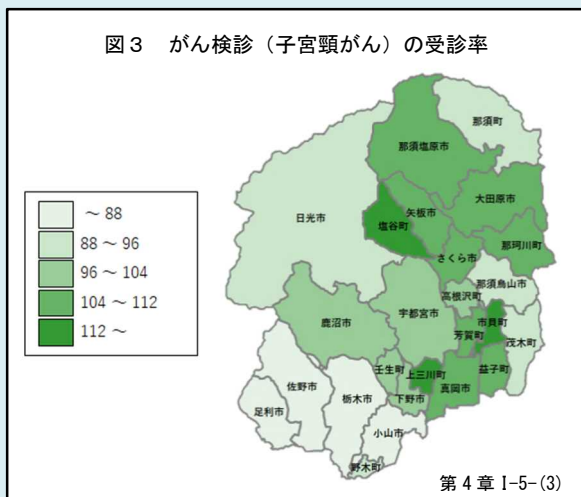 図3 がん検診（子宮頸がん）の受診率
～ 88
88 ～ 96
96 ～ 104
104 ～ 112
112 ～
那須町
那須塩原市
大田原市
日光市
矢板市
塩谷町
那珂川町
さくら市
那須烏山市
高根沢町
宇都宮市
鹿沼市
市貝町
芳賀町
茂木町
壬生町
上三川町
益子町
真岡市
下野市
佐野市
栃木市
足利市
小山市
野木町
第4章 I-5-(3)